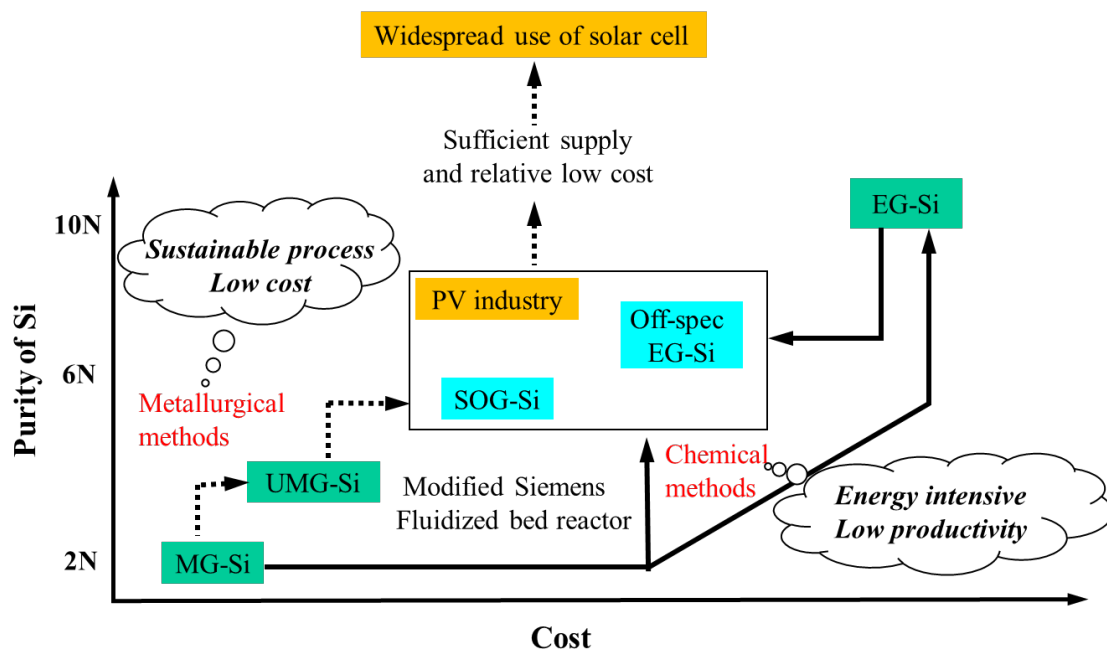 Widespread use of solar cell
Sufficient supply
and relative low cost
10N
EG-Si
Sustainable process
Low cost
PV industry
Off-spec
EG-Si
6N
SOG-Si
Metallurgical
methods
Purity of Si
UMG-Si
Modified Siemens
Fluidized bed reactor
Chemical
methods
Energy intensive
Low productivity
2N
MG-Si
Cost